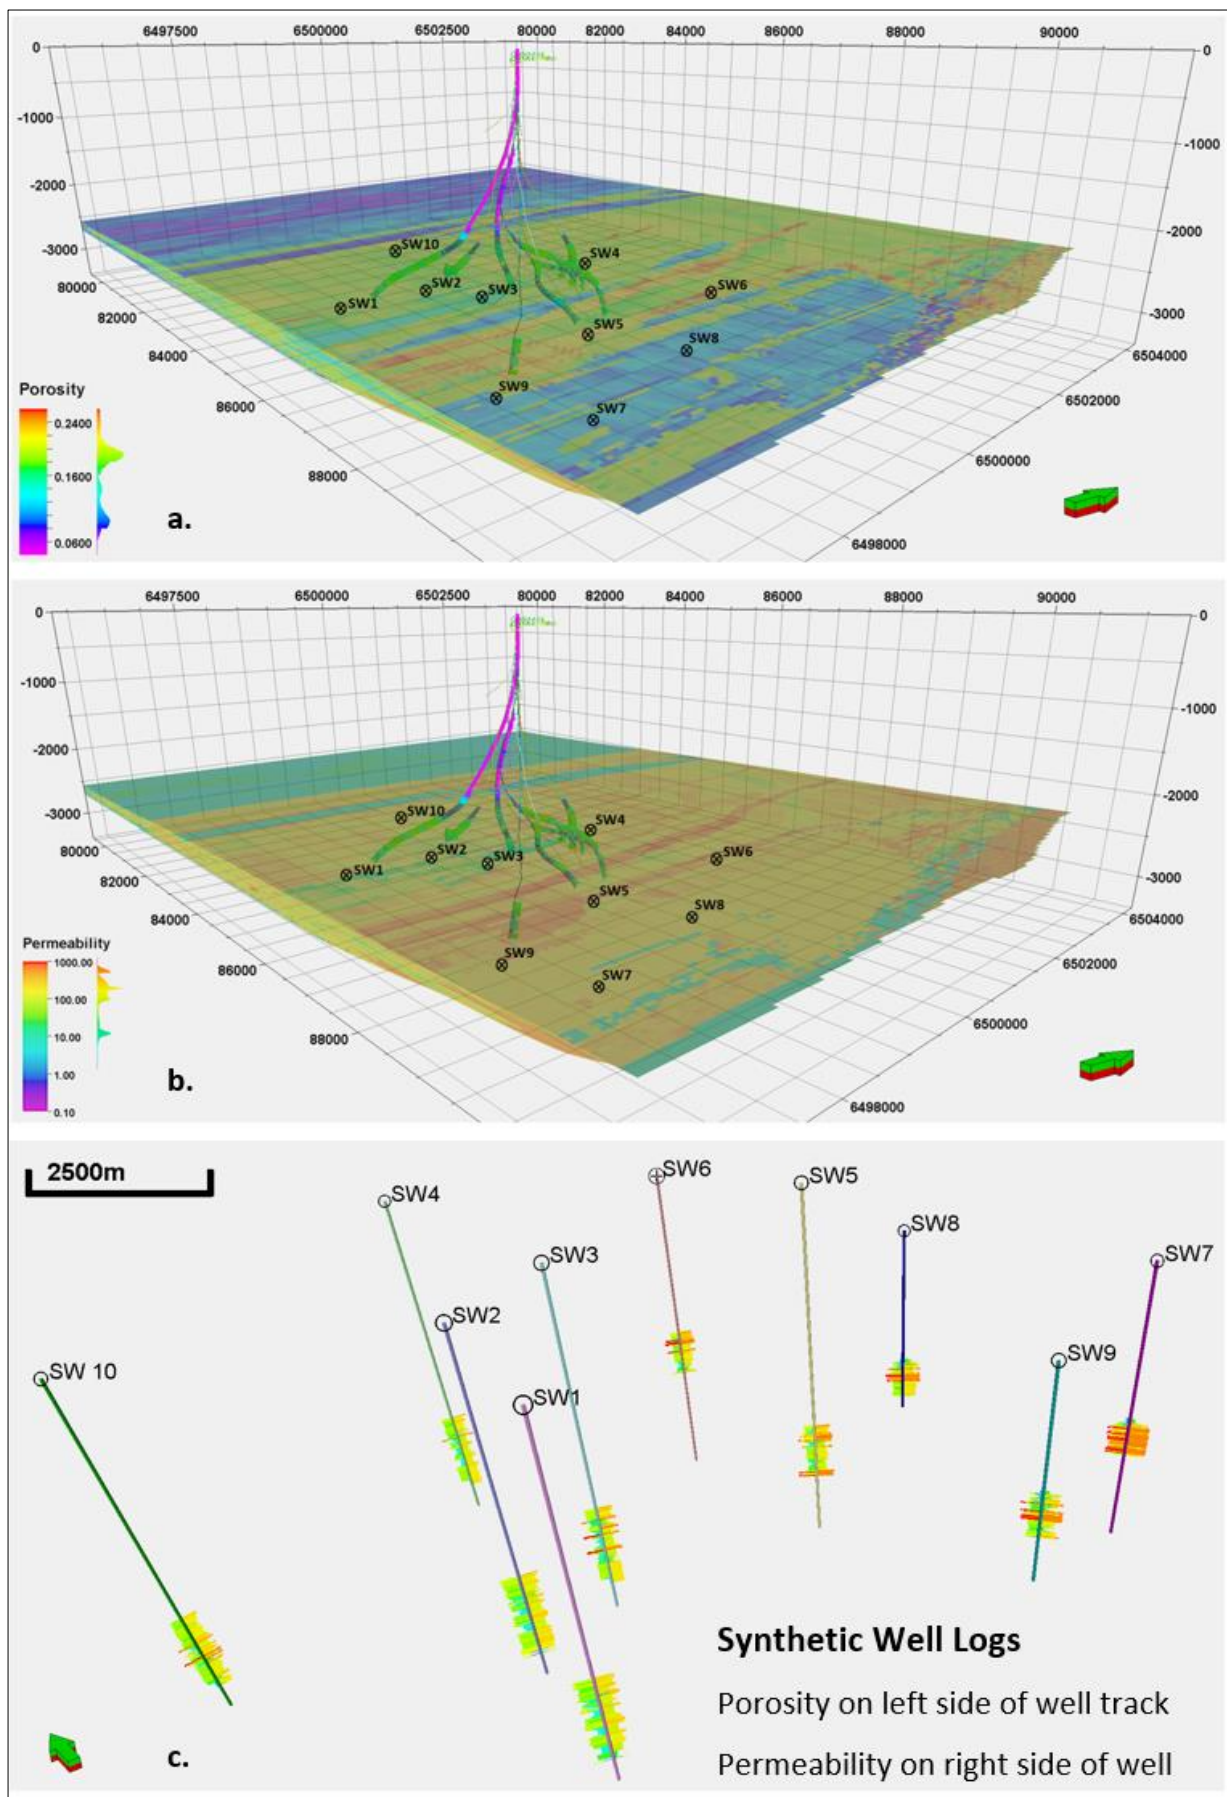 6497500 6500000 6502500 80000 82000 84000 86000 88000 90000
0 0
-1000 -1000
-2000 -2000
-3000 -3000
SW10 SW4
SW2 SW3 SW6
SW1
SW5
SW8
SW9
SW7
80000
82000
84000
86000
88000
6504000
6502000
6500000
6498000
Porosity
0.2400
0.1600
0.0600
a.
6497500 6500000 6502500 80000 82000 84000 86000 88000 90000
0 0
-1000 -1000
-2000 -2000
-3000 -3000
SW10 SW4
SW2 SW3 SW6
SW1
SW5
SW8
SW9
SW7
80000
82000
84000
86000
88000
6504000
6502000
6500000
6498000
Permeability
1000.00
100.00
10.00
1.00
0.10
b.
2500m
SW4
SW6
SW5
SW8
SW3
SW7
SW2
SW9
SW 10
SW1
Synthetic Well Logs
Porosity on left side of well track
Permeability on right side of well
c.